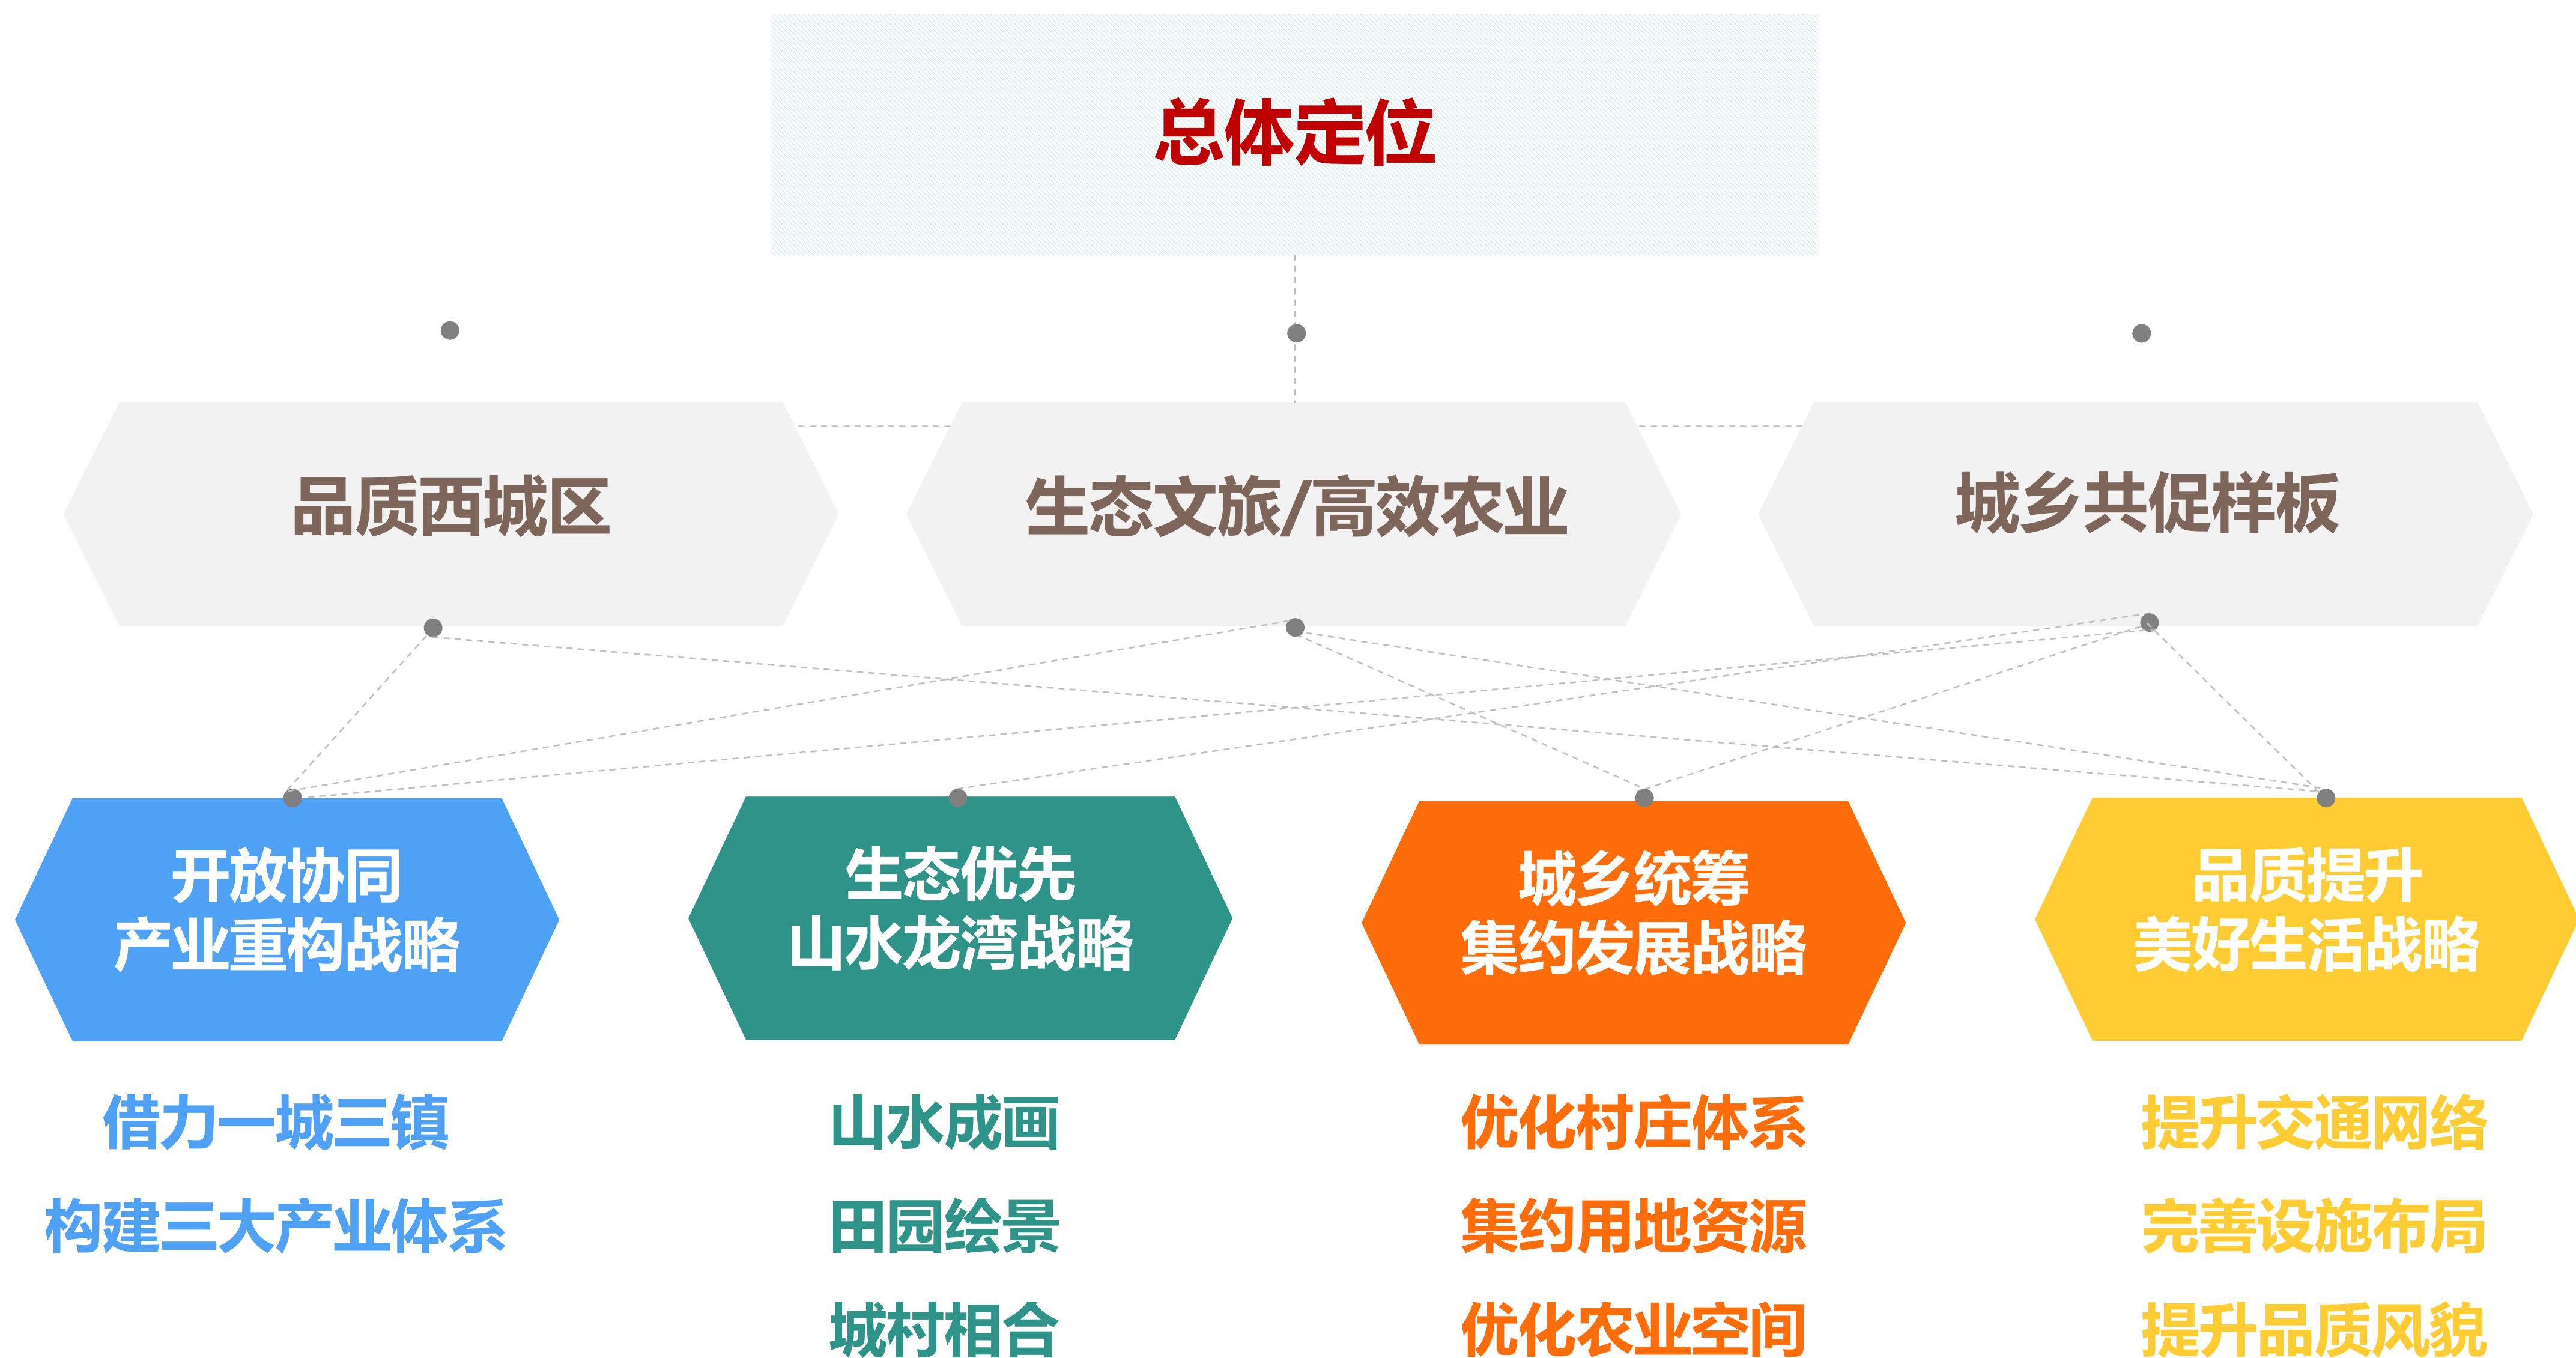 总体定位
品质西城区
生态文旅/高效农业
城乡共促样板
开放协同
产业重构战略
生态优先
山水龙湾战略
城乡统筹
集约发展战略
品质提升
美好生活战略
借力一城三镇
构建三大产业体系
山水成画
田园绘景
城村相合
优化村庄体系
集约用地资源
优化农业空间
提升交通网络
完善设施布局
提升品质风貌